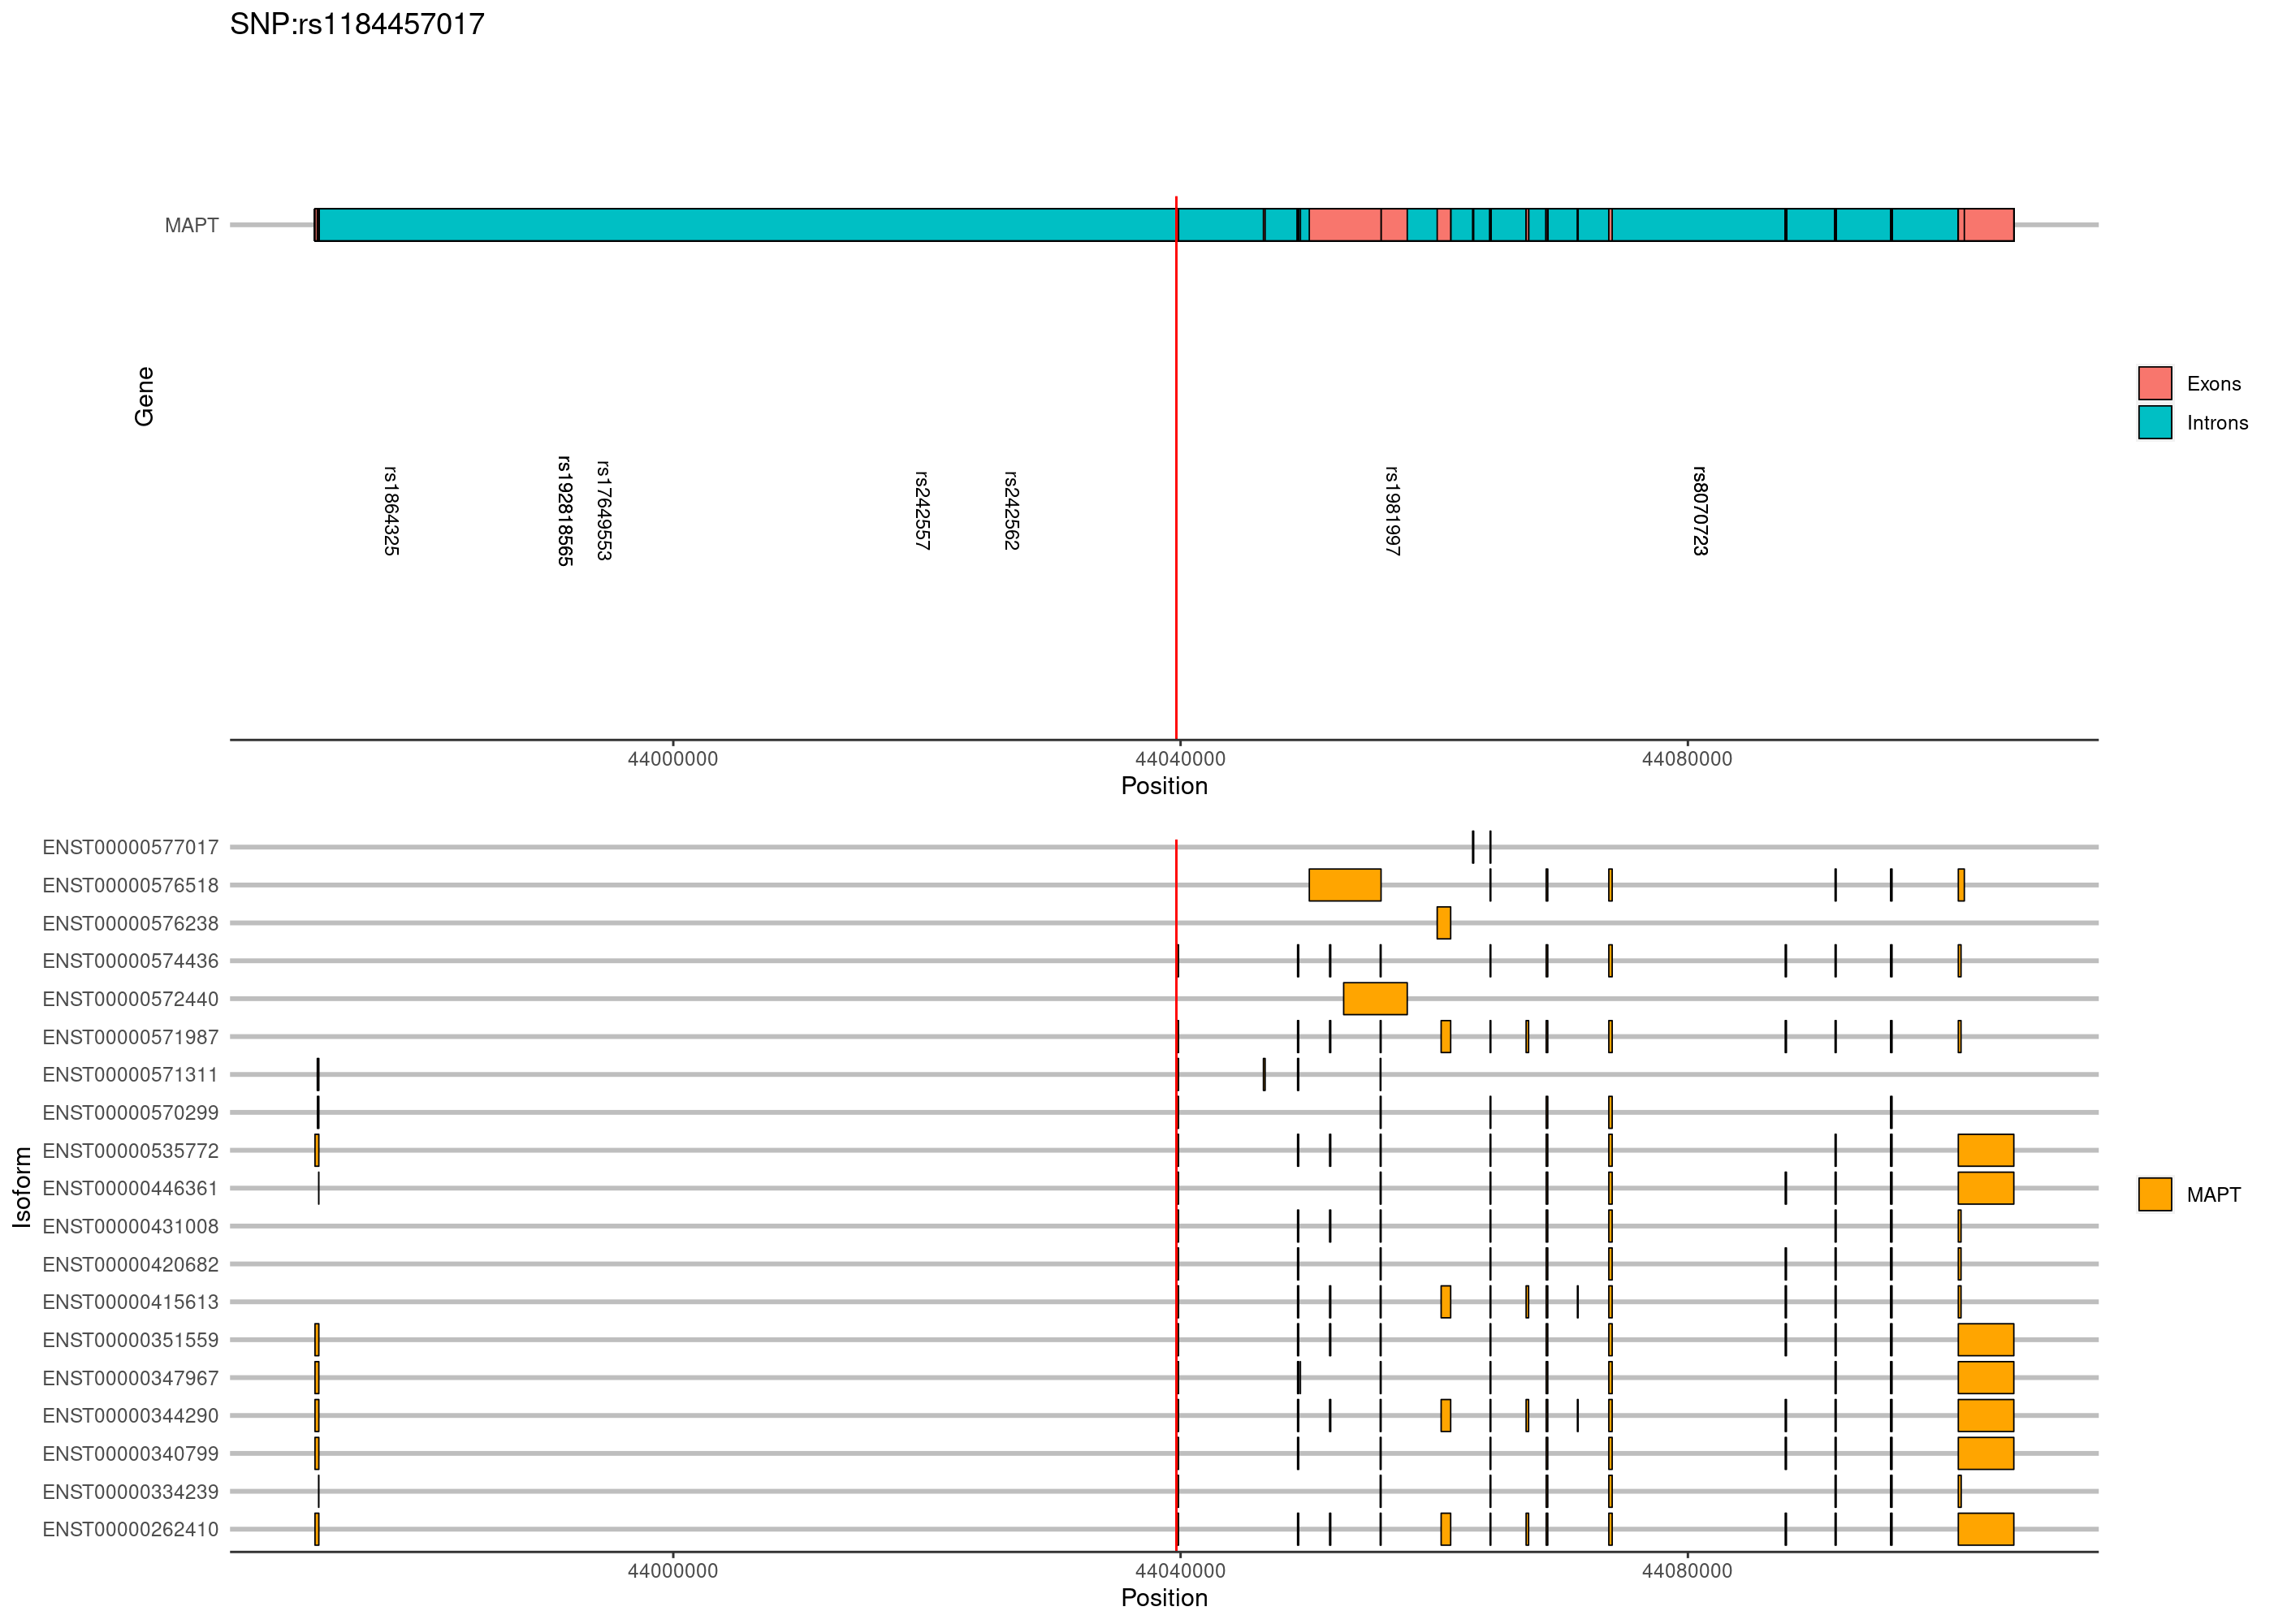 SNP:rs1184457017
MAPT
Gene
Exons
Introns
rs1864325
rs192818565
rs17649553
rs242557
rs242562
rs1981997
rs8070723
44000000
44040000
44080000
Position
ENST00000577017
ENST00000576518
ENST00000576238
ENST00000574436
ENST00000572440
ENST00000571987
ENST00000571311
ENST00000570299
ENST00000535772
ENST00000446361
ENST00000431008
ENST00000420682
ENST00000415613
ENST00000351559
ENST00000347967
ENST00000344290
ENST00000340799
ENST00000334239
ENST00000262410
Isoform
MAPT
44000000
44040000
44080000
Position